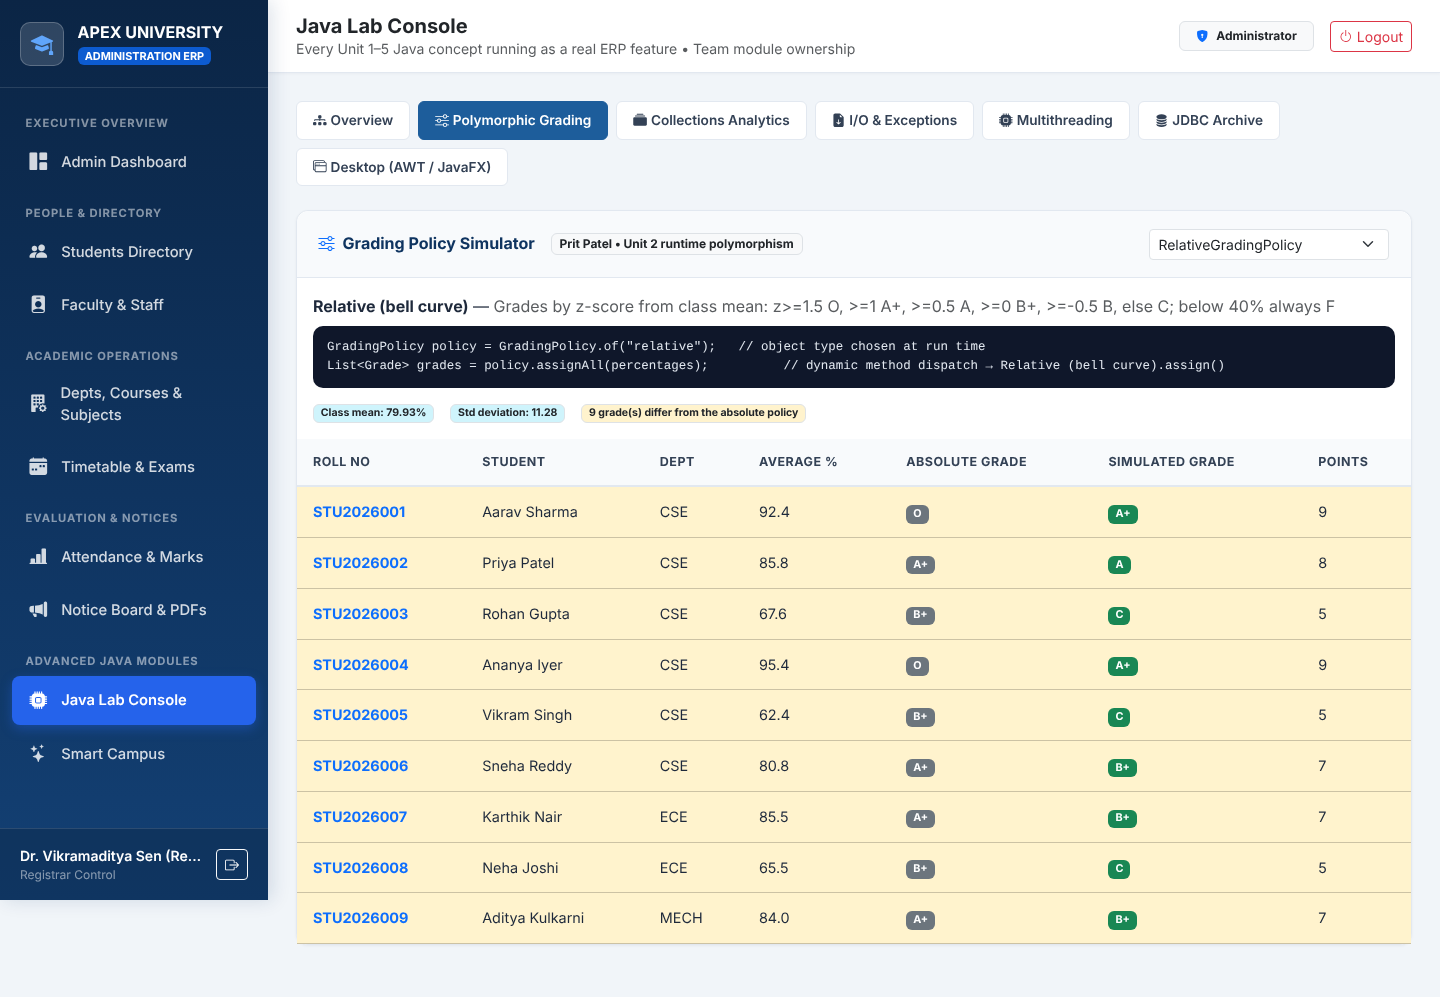 APEX UNIVERSITY
ADMINISTRATION ERP
EXECUTIVE OVERVIEW
Admin Dashboard
PEOPLE & DIRECTORY
Students Directory
Faculty & Staff
ACADEMIC OPERATIONS
Depts, Courses &
Subjects
Timetable & Exams
EVALUATION & NOTICES
Attendance & Marks
Notice Board & PDFs
ADVANCED JAVA MODULES
Java Lab Console
Smart Campus
Dr. Vikramaditya Sen (Re...
Registrar Control
Java Lab Console
Every Unit 1–5 Java concept running as a real ERP feature • Team module ownership
Administrator
Logout
Overview
Polymorphic Grading
Collections Analytics
I/O & Exceptions
Multithreading
JDBC Archive
Desktop (AWT / JavaFX)
Grading Policy Simulator
Prit Patel • Unit 2 runtime polymorphism
RelativeGradingPolicy
Relative (bell curve) — Grades by z-score from class mean: z>=1.5 O, >=1 A+, >=0.5 A, >=0 B+, >=-0.5 B, else C; below 40% always F
GradingPolicy policy = GradingPolicy.of("relative");   // object type chosen at run time
List<Grade> grades = policy.assignAll(percentages);          // dynamic method dispatch → Relative (bell curve).assign()
Class mean: 79.93%
Std deviation: 11.28
9 grade(s) differ from the absolute policy
ROLL NO STUDENT DEPT AVERAGE % ABSOLUTE GRADE SIMULATED GRADE POINTS
STU2026001 Aarav Sharma CSE 92.4 O A+ 9
STU2026002 Priya Patel CSE 85.8 A+ A 8
STU2026003 Rohan Gupta CSE 67.6 B+ C 5
STU2026004 Ananya Iyer CSE 95.4 O A+ 9
STU2026005 Vikram Singh CSE 62.4 B+ C 5
STU2026006 Sneha Reddy CSE 80.8 A+ B+ 7
STU2026007 Karthik Nair ECE 85.5 A+ B+ 7
STU2026008 Neha Joshi ECE 65.5 B+ C 5
STU2026009 Aditya Kulkarni MECH 84.0 A+ B+ 7